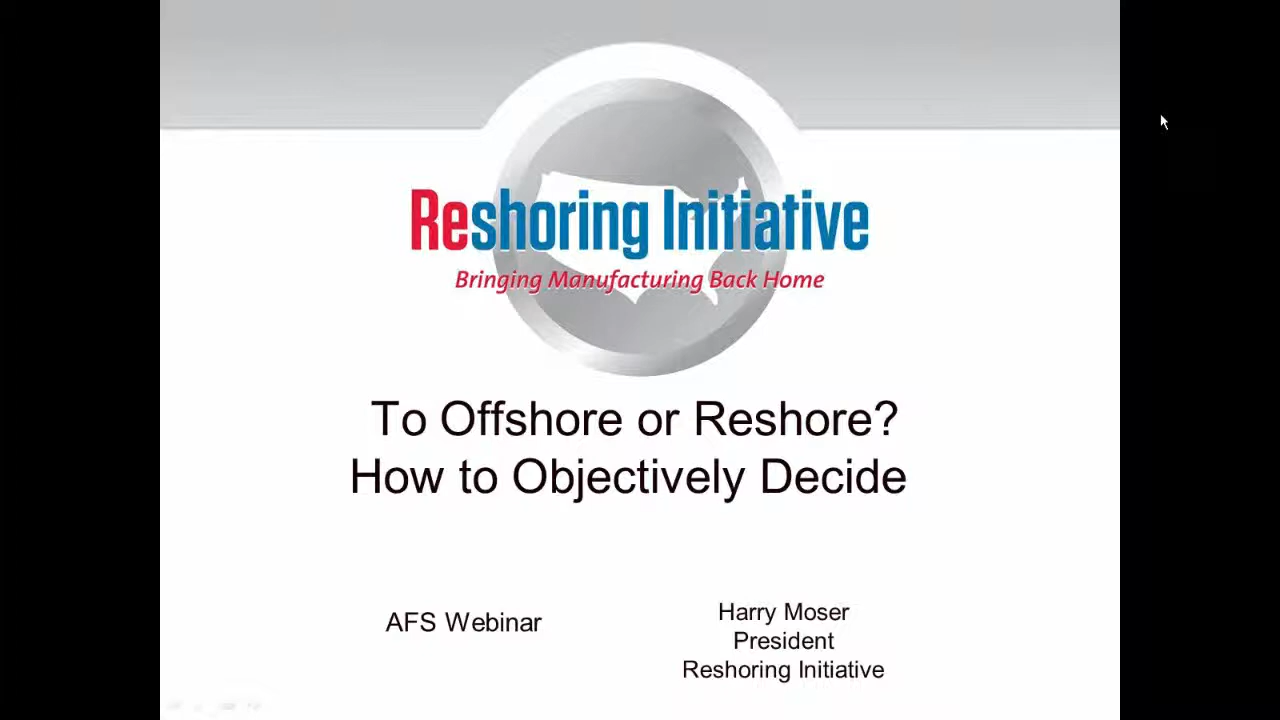 Reshoring Initiative
Bringing Manufacturing Back Home
To Offshore or Reshore?
How to Objectively Decide
AFS Webinar
Harry Moser
President
Reshoring Initiative